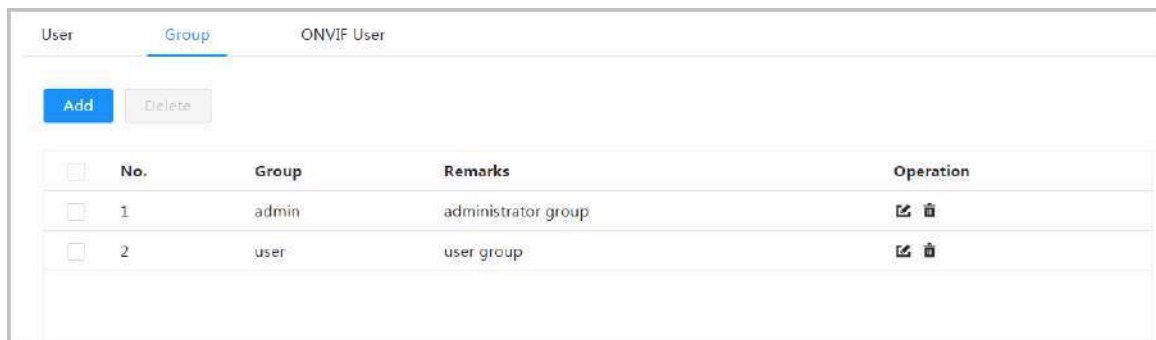 User Group ONVIF User
Add Delete
No. Group Remarks Operation
1 admin administrator group
2 user user group